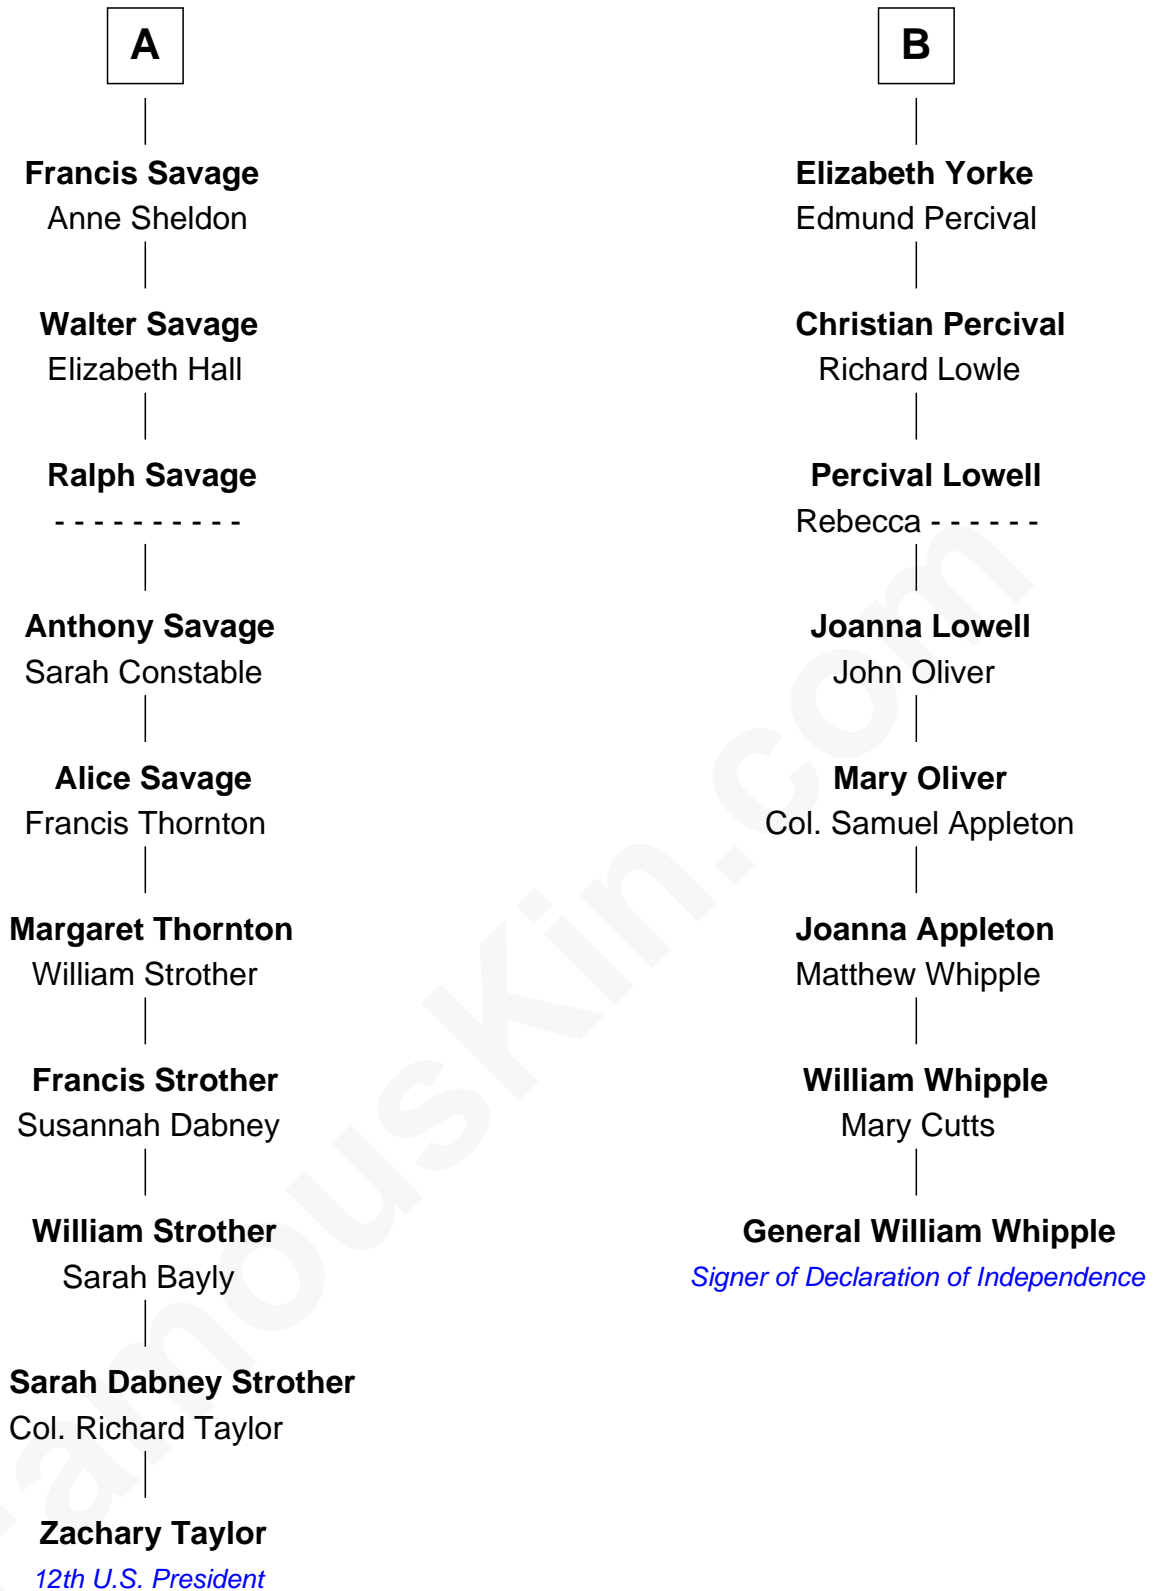 A
Francis Savage
Anne Sheldon
Walter Savage
Elizabeth Hall
Ralph Savage
- - - - - - - - - -
Anthony Savage
Sarah Constable
Alice Savage
Francis Thornton
Margaret Thornton
William Strother
Francis Strother
Susannah Dabney
William Strother
Sarah Bayly
Sarah Dabney Strother
Col. Richard Taylor
Zachary Taylor
12th U.S. President
B
Elizabeth Yorke
Edmund Percival
Christian Percival
Richard Lowle
Percival Lowell
Rebecca - - - - - -
Joanna Lowell
John Oliver
Mary Oliver
Col. Samuel Appleton
Joanna Appleton
Matthew Whipple
William Whipple
Mary Cutts
General William Whipple
Signer of Declaration of Independence
amouskin.com